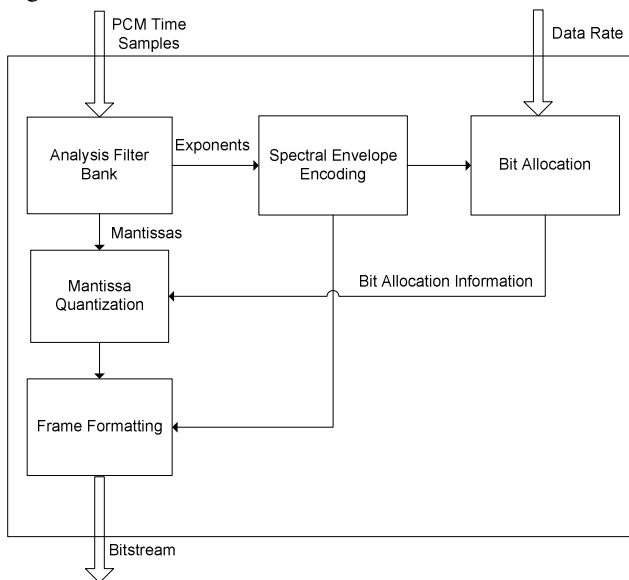 PCM Time
Samples
Data Rate
Analysis Filter
Bank
Exponents
Spectral Envelope
Encoding
Bit Allocation
Mantissas
Mantissa
Quantization
Bit Allocation Information
Frame Formatting
Bitstream